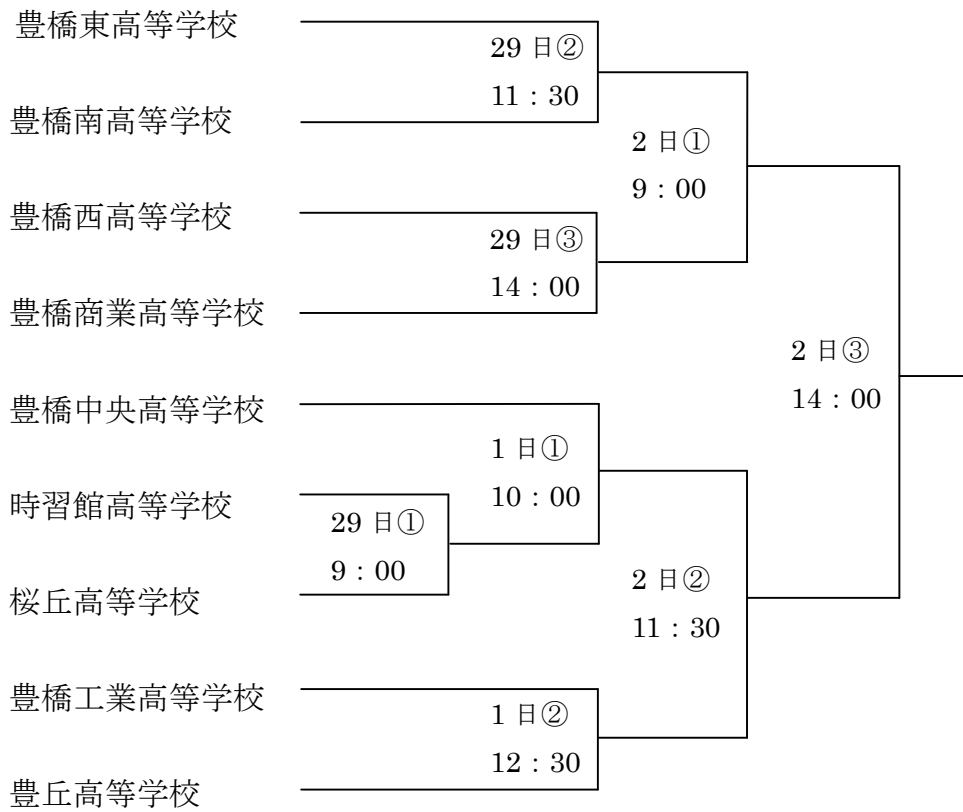 豊橋東高等学校
29 日②
11：30
豊橋南高等学校
2 日①
9：00
豊橋西高等学校
29 日③
14：00
豊橋商業高等学校
2 日③
14：00
豊橋中央高等学校
1 日①
10：00
時習館高等学校
29 日①
9：00
2 日②
11：30
桜丘高等学校
豊橋工業高等学校
1 日②
12：30
豊丘高等学校